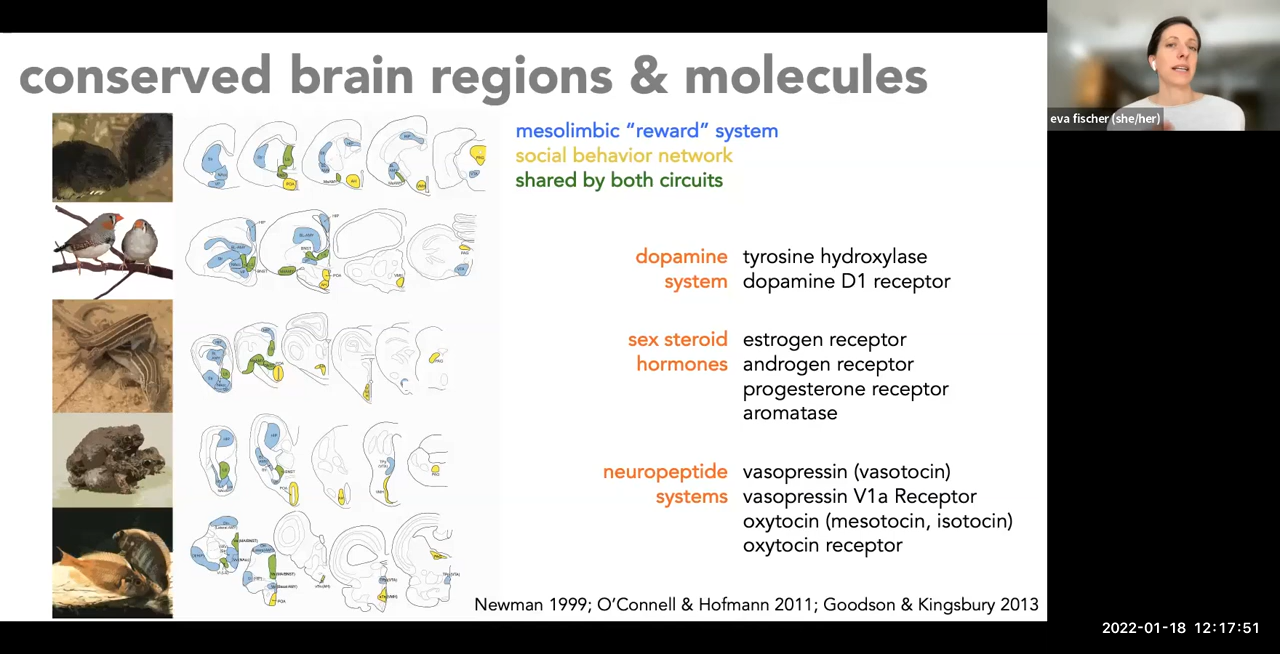 conserved brain regions & molecules
eva fischer (she/her)
mesolimbic “reward” system
social behavior network
shared by both circuits
dopamine system
tyrosine hydroxylase
dopamine D1 receptor
sex steroid hormones
estrogen receptor
androgen receptor
progesterone receptor
aromatase
neuropeptide systems
vasopressin (vasotocin)
vasopressin V1a Receptor
oxytocin (mesotocin, isotocin)
oxytocin receptor
Newman 1999; O’Connell & Hofmann 2011; Goodson & Kingsbury 2013
2022-01-18 12:17:51